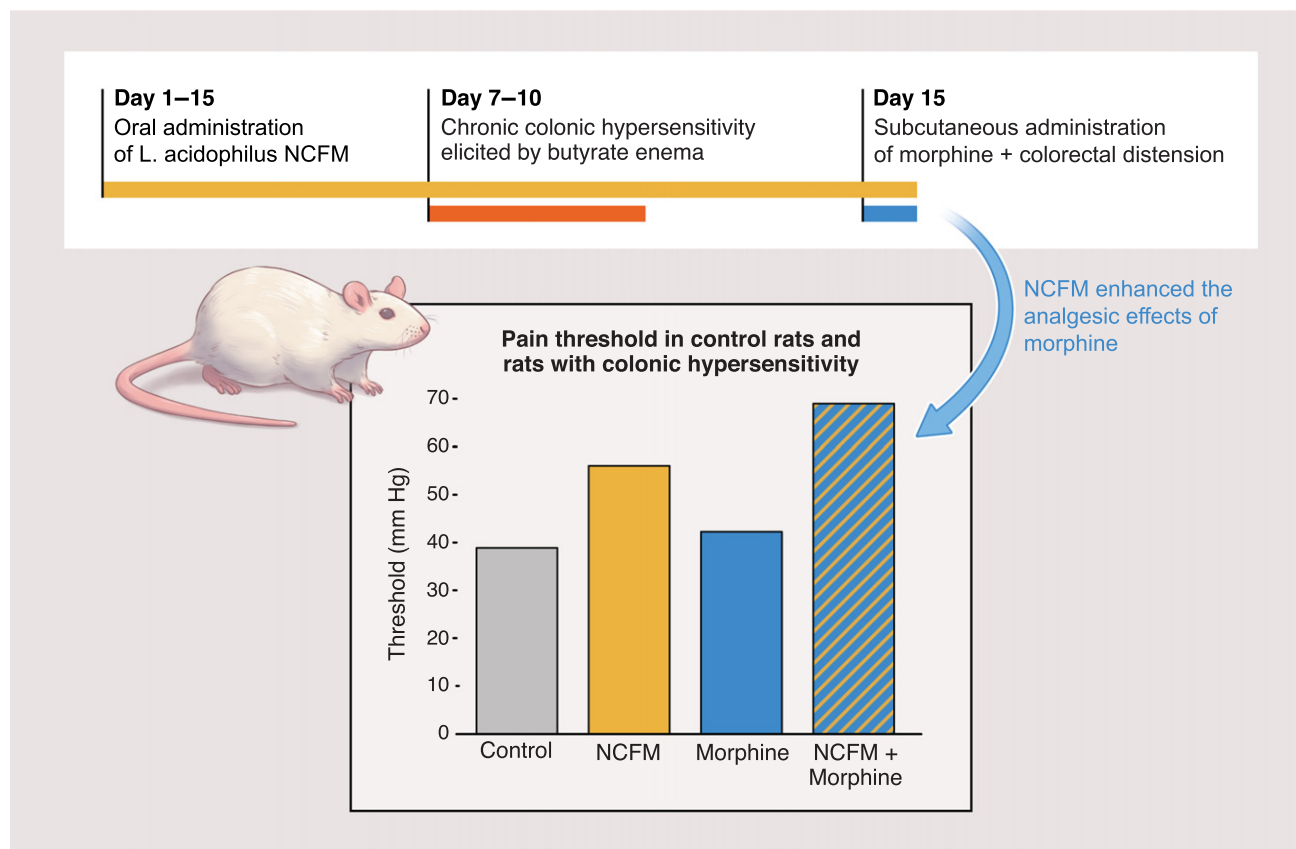 Day 1–15
Oral administration
of L. acidophilus NCFM
Day 7–10
Chronic colonic hypersensitivity
elicited by butyrate enema
Day 15
Subcutaneous administration
of morphine + colorectal distension
NCFM enhanced the
analgesic effects of
morphine
Pain threshold in control rats and
rats with colonic hypersensitivity
Threshold (mm Hg)
70
60
50
40
30
20
10
0
Control
NCFM
Morphine
NCFM +
Morphine